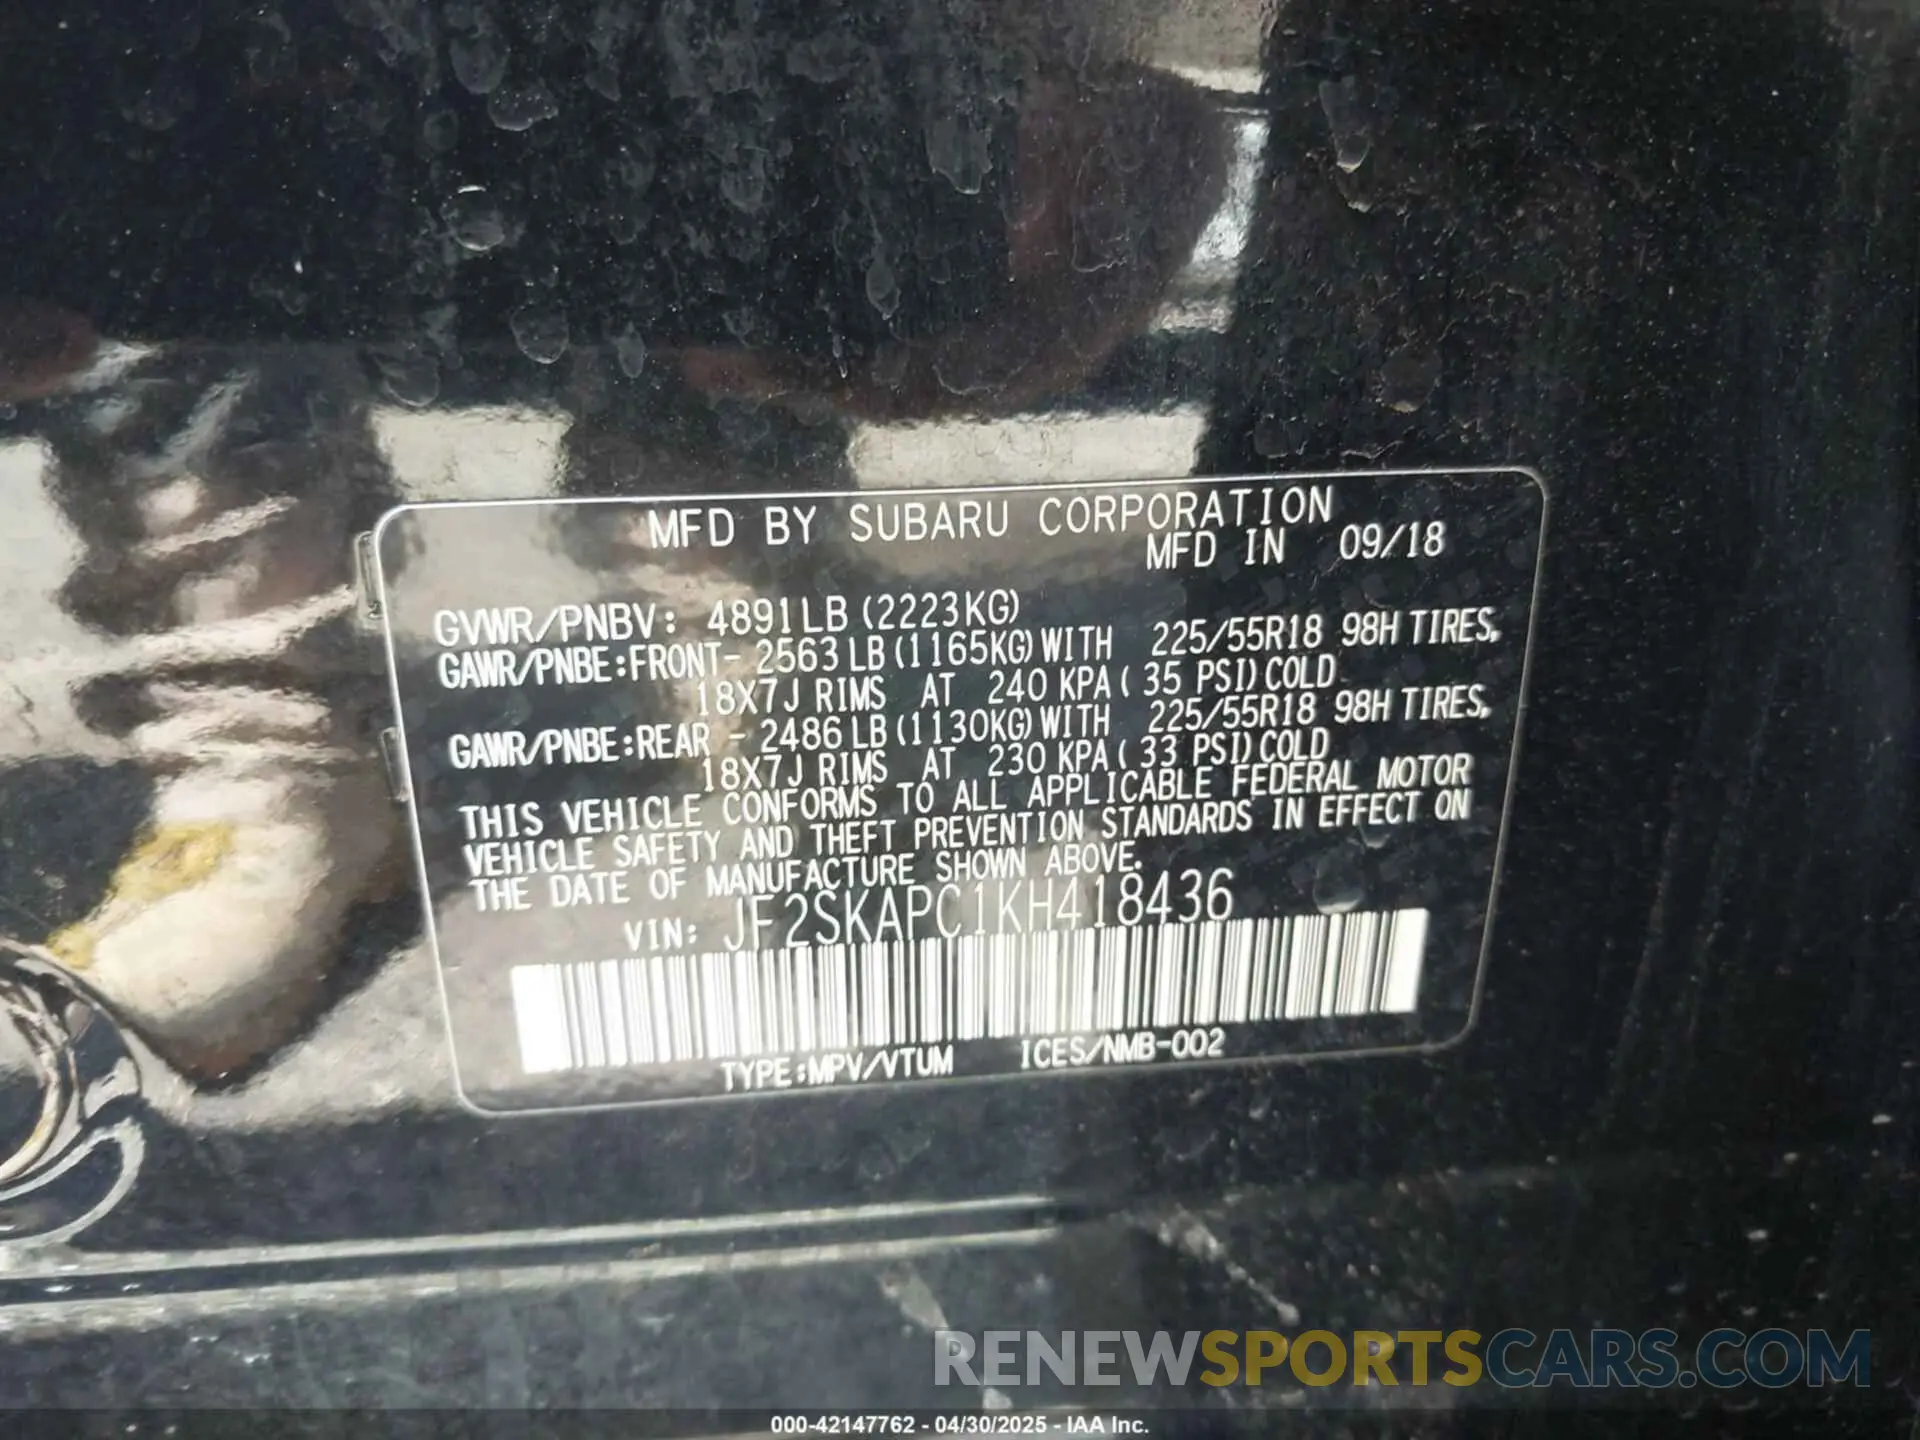 MFD BY SUBARU CORPORATION
MFD IN 09/18
GVWR/PNBV: 4891LB (2223KG)
GAWR/PNBE:FRONT- 2563LB (1165KG) WITH 225/55R18 98H TIRES,
18X7J RIMS AT 240 KPA ( 35 PSI) COLD
GAWR/PNBE:REAR - 2486LB (1130KG) WITH 225/55R18 98H TIRES,
18X7J RIMS AT 230 KPA ( 33 PSI) COLD
THIS VEHICLE CONFORMS TO ALL APPLICABLE FEDERAL MOTOR
VEHICLE SAFETY AND THEFT PREVENTION STANDARDS IN EFFECT ON
THE DATE OF MANUFACTURE SHOWN ABOVE.
VIN: JF2SKAPC1KH418436
TYPE:MPV/VTUM ICES/NMB-002
RENEWSPORTSCARS.COM
000-42147762 - 04/30/2025 - IAA Inc.